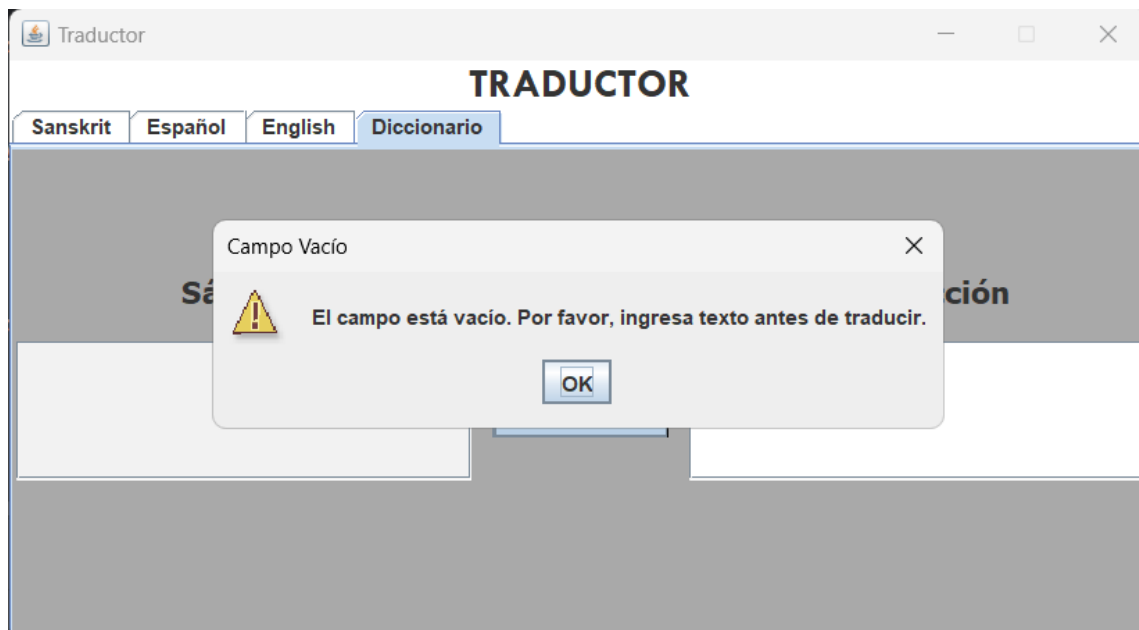 Traductor
TRADUCTOR
Sanskrit Español English Diccionario
Campo Vacío
El campo está vacío. Por favor, ingresa texto antes de traducir.
OK